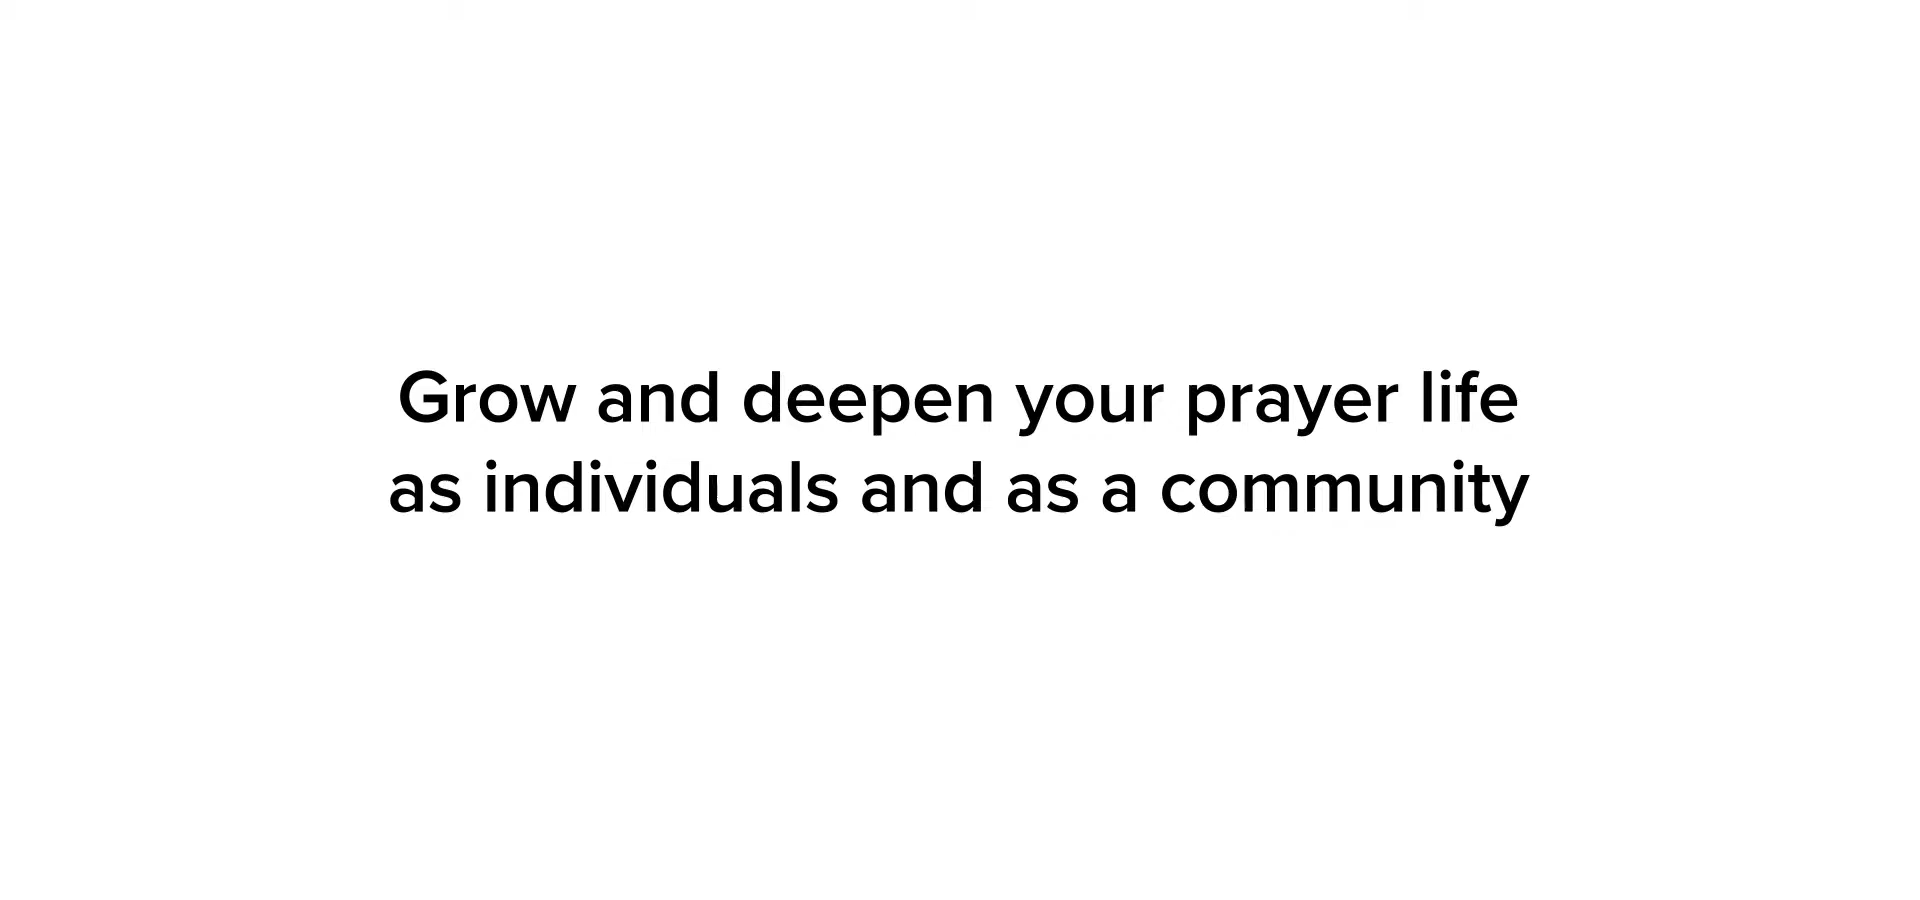 Grow and deepen your prayer life
as individuals and as a community